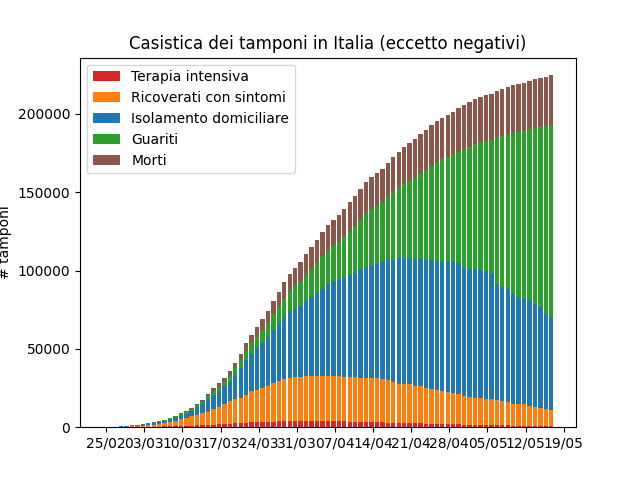 Casistica dei tamponi in Italia (eccetto negativi)
Terapia intensiva
Ricoverati con sintomi
Isolamento domiciliare
Guariti
Morti
# tamponi
200000
150000
100000
50000
0
25/02 03/03 10/03 17/03 24/03 31/03 07/04 14/04 21/04 28/04 05/05 12/05 19/05